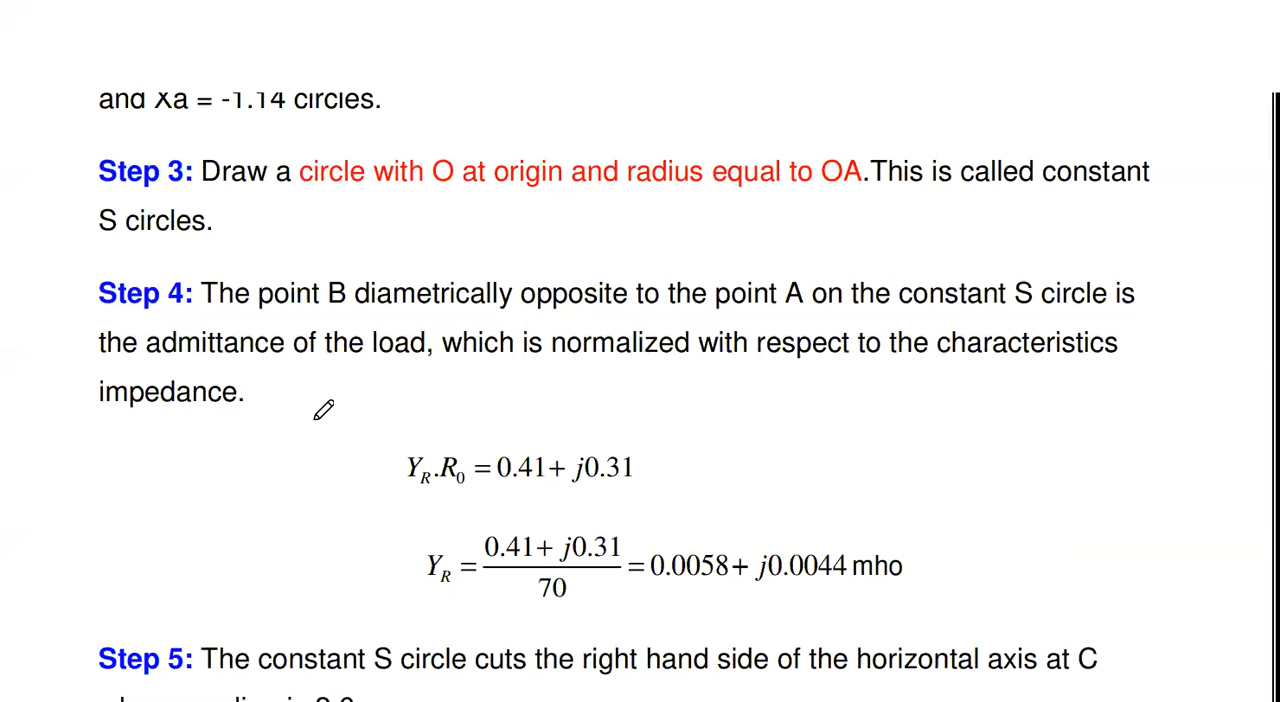 and Xa = -1.14 circles.
Step 3: Draw a circle with O at origin and radius equal to OA.This is called constant
S circles.
Step 4: The point B diametrically opposite to the point A on the constant S circle is
the admittance of the load, which is normalized with respect to the characteristics
impedance.
Y_R.R_0 = 0.41+ j0.31
Y_R = \frac{0.41+ j0.31}{70} = 0.0058+ j0.0044 mho
Step 5: The constant S circle cuts the right hand side of the horizontal axis at C